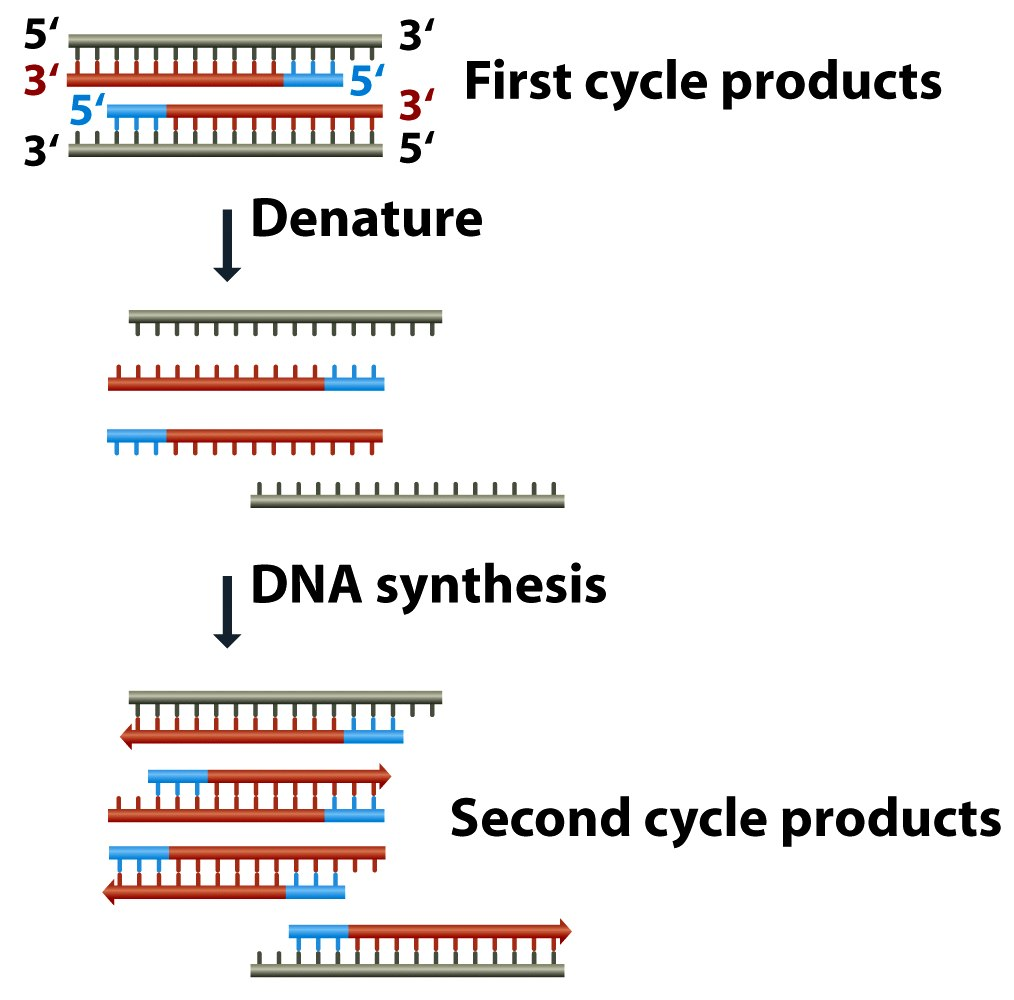 5‘ 3‘
3‘ 5‘ First cycle products
5‘ 3‘
3‘ 5‘
Denature
DNA synthesis
Second cycle products